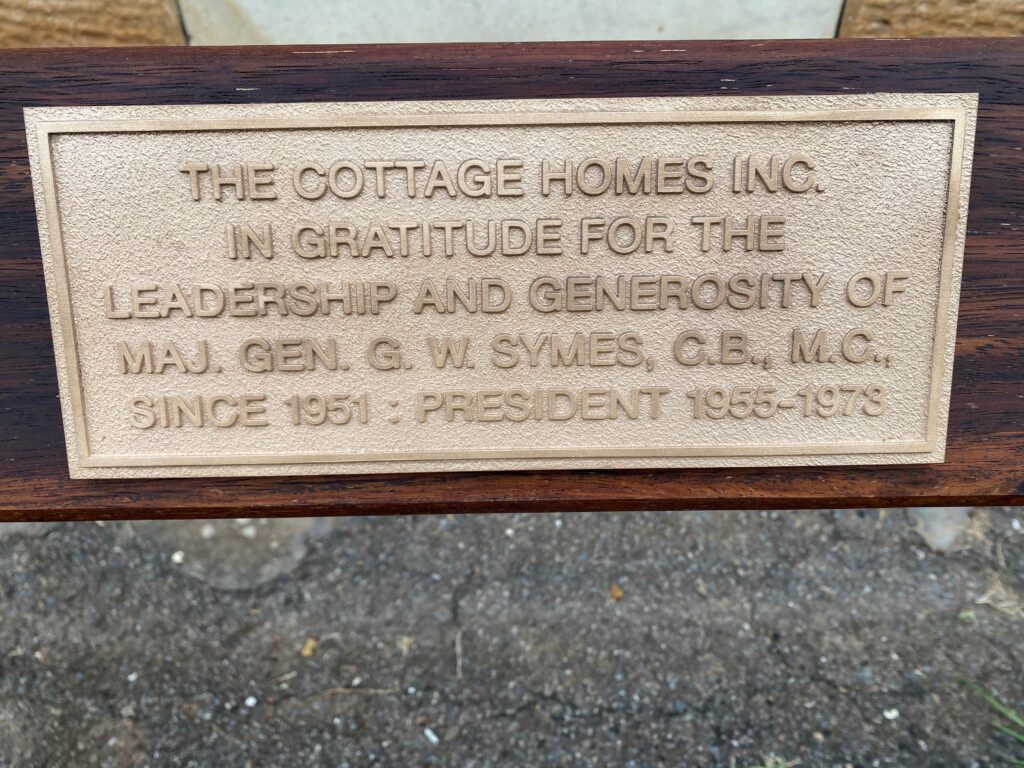 THE COTTAGE HOMES INC.
IN GRATITUDE FOR THE
LEADERSHIP AND GENEROSITY OF
MAJ. GEN. G. W. SYMES, C.B., M.C.,
SINCE 1951 : PRESIDENT 1955-1973